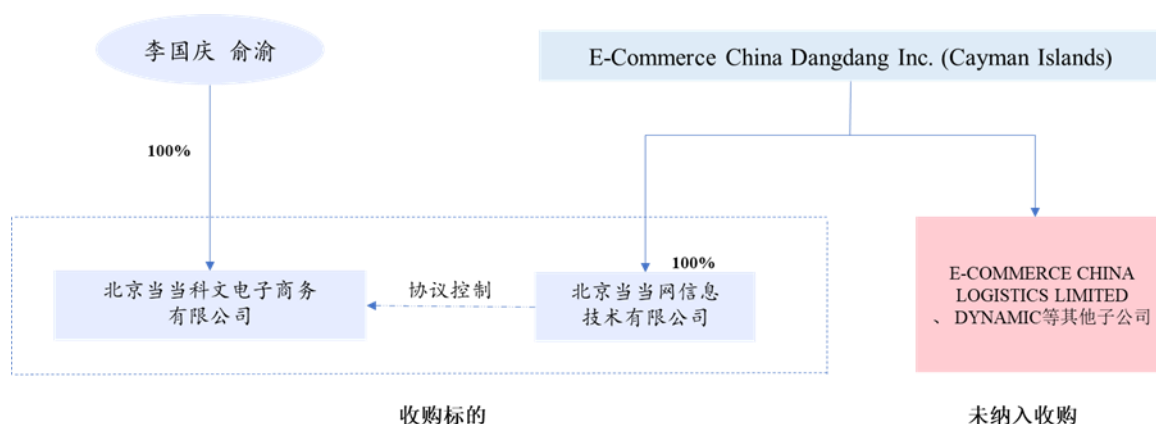 李国庆 俞渝
E-Commerce China Dangdang Inc. (Cayman Islands)
100%
100%
北京当当科文电子商务
有限公司
协议控制
北京当当网信息
技术有限公司
E-COMMERCE CHINA
LOGISTICS LIMITED
、DYNAMIC等其他子公司
收购标的
未纳入收购